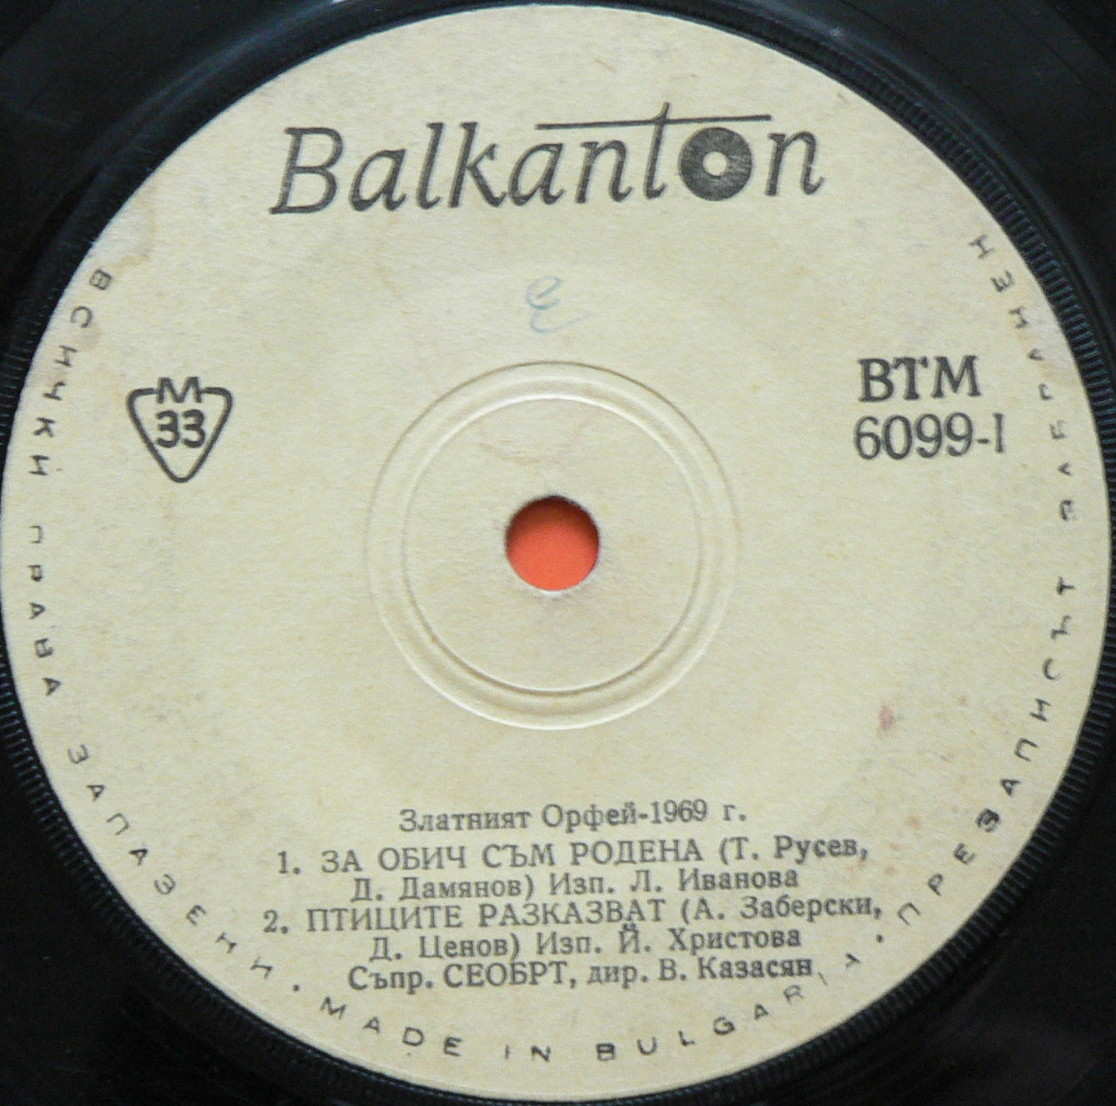 Balkanton
М
33
ВТМ
6099-I
Златният Орфей-1969 г.
1. ЗА ОБИЧ СЪМ РОДЕНА (Т. Русев,
Д. Дамянов) Изп. Л. Иванова
2. ПТИЦИТЕ РАЗКАЗВАТ (А. Заберски,
Д. Ценов) Изп. Й. Христова
Съпр. СЕОБРТ, дир. В. Казасян
ВСИЧКИ ПРАВА ЗАПАЗЕНИ • MADE IN BULGARIA • ПРЕЗАПИСЪТ ЗАБРАНЕН